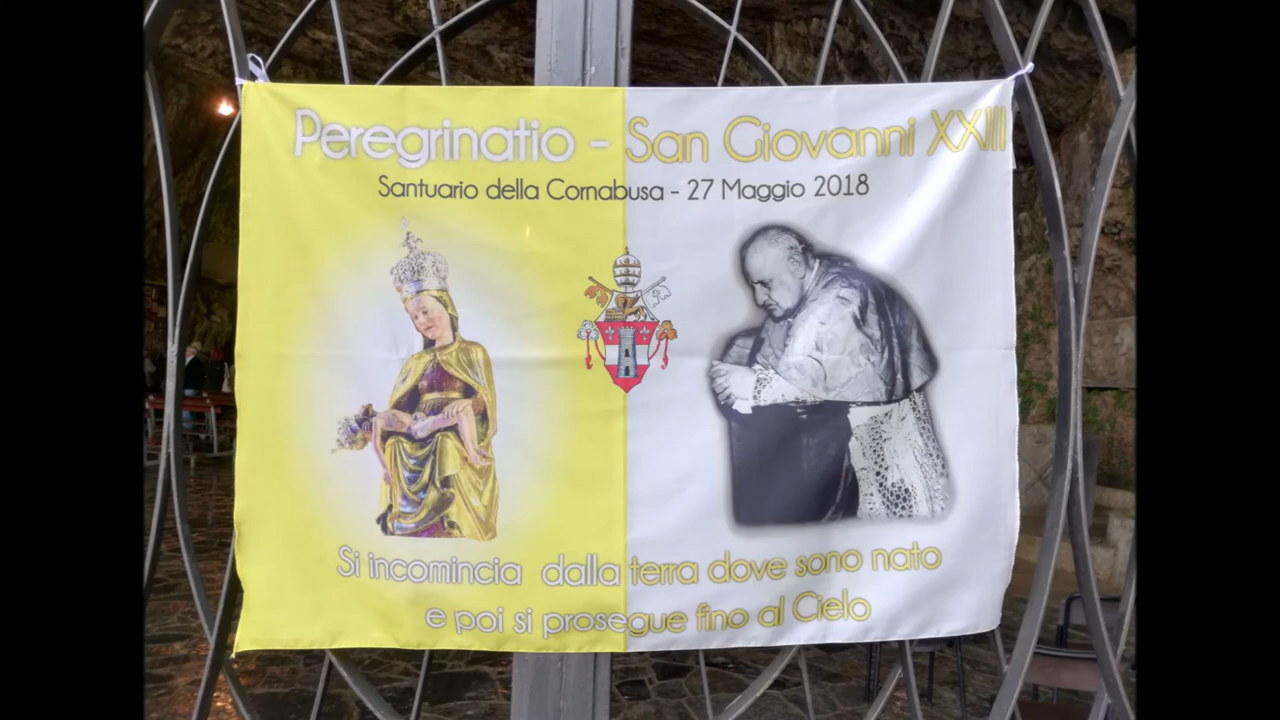 Peregrinatio - San Giovanni XXIII
Santuario della Cornabusa - 27 Maggio 2018
Si incomincia dalla terra dove sono nato
e poi si prosegue fino al Cielo